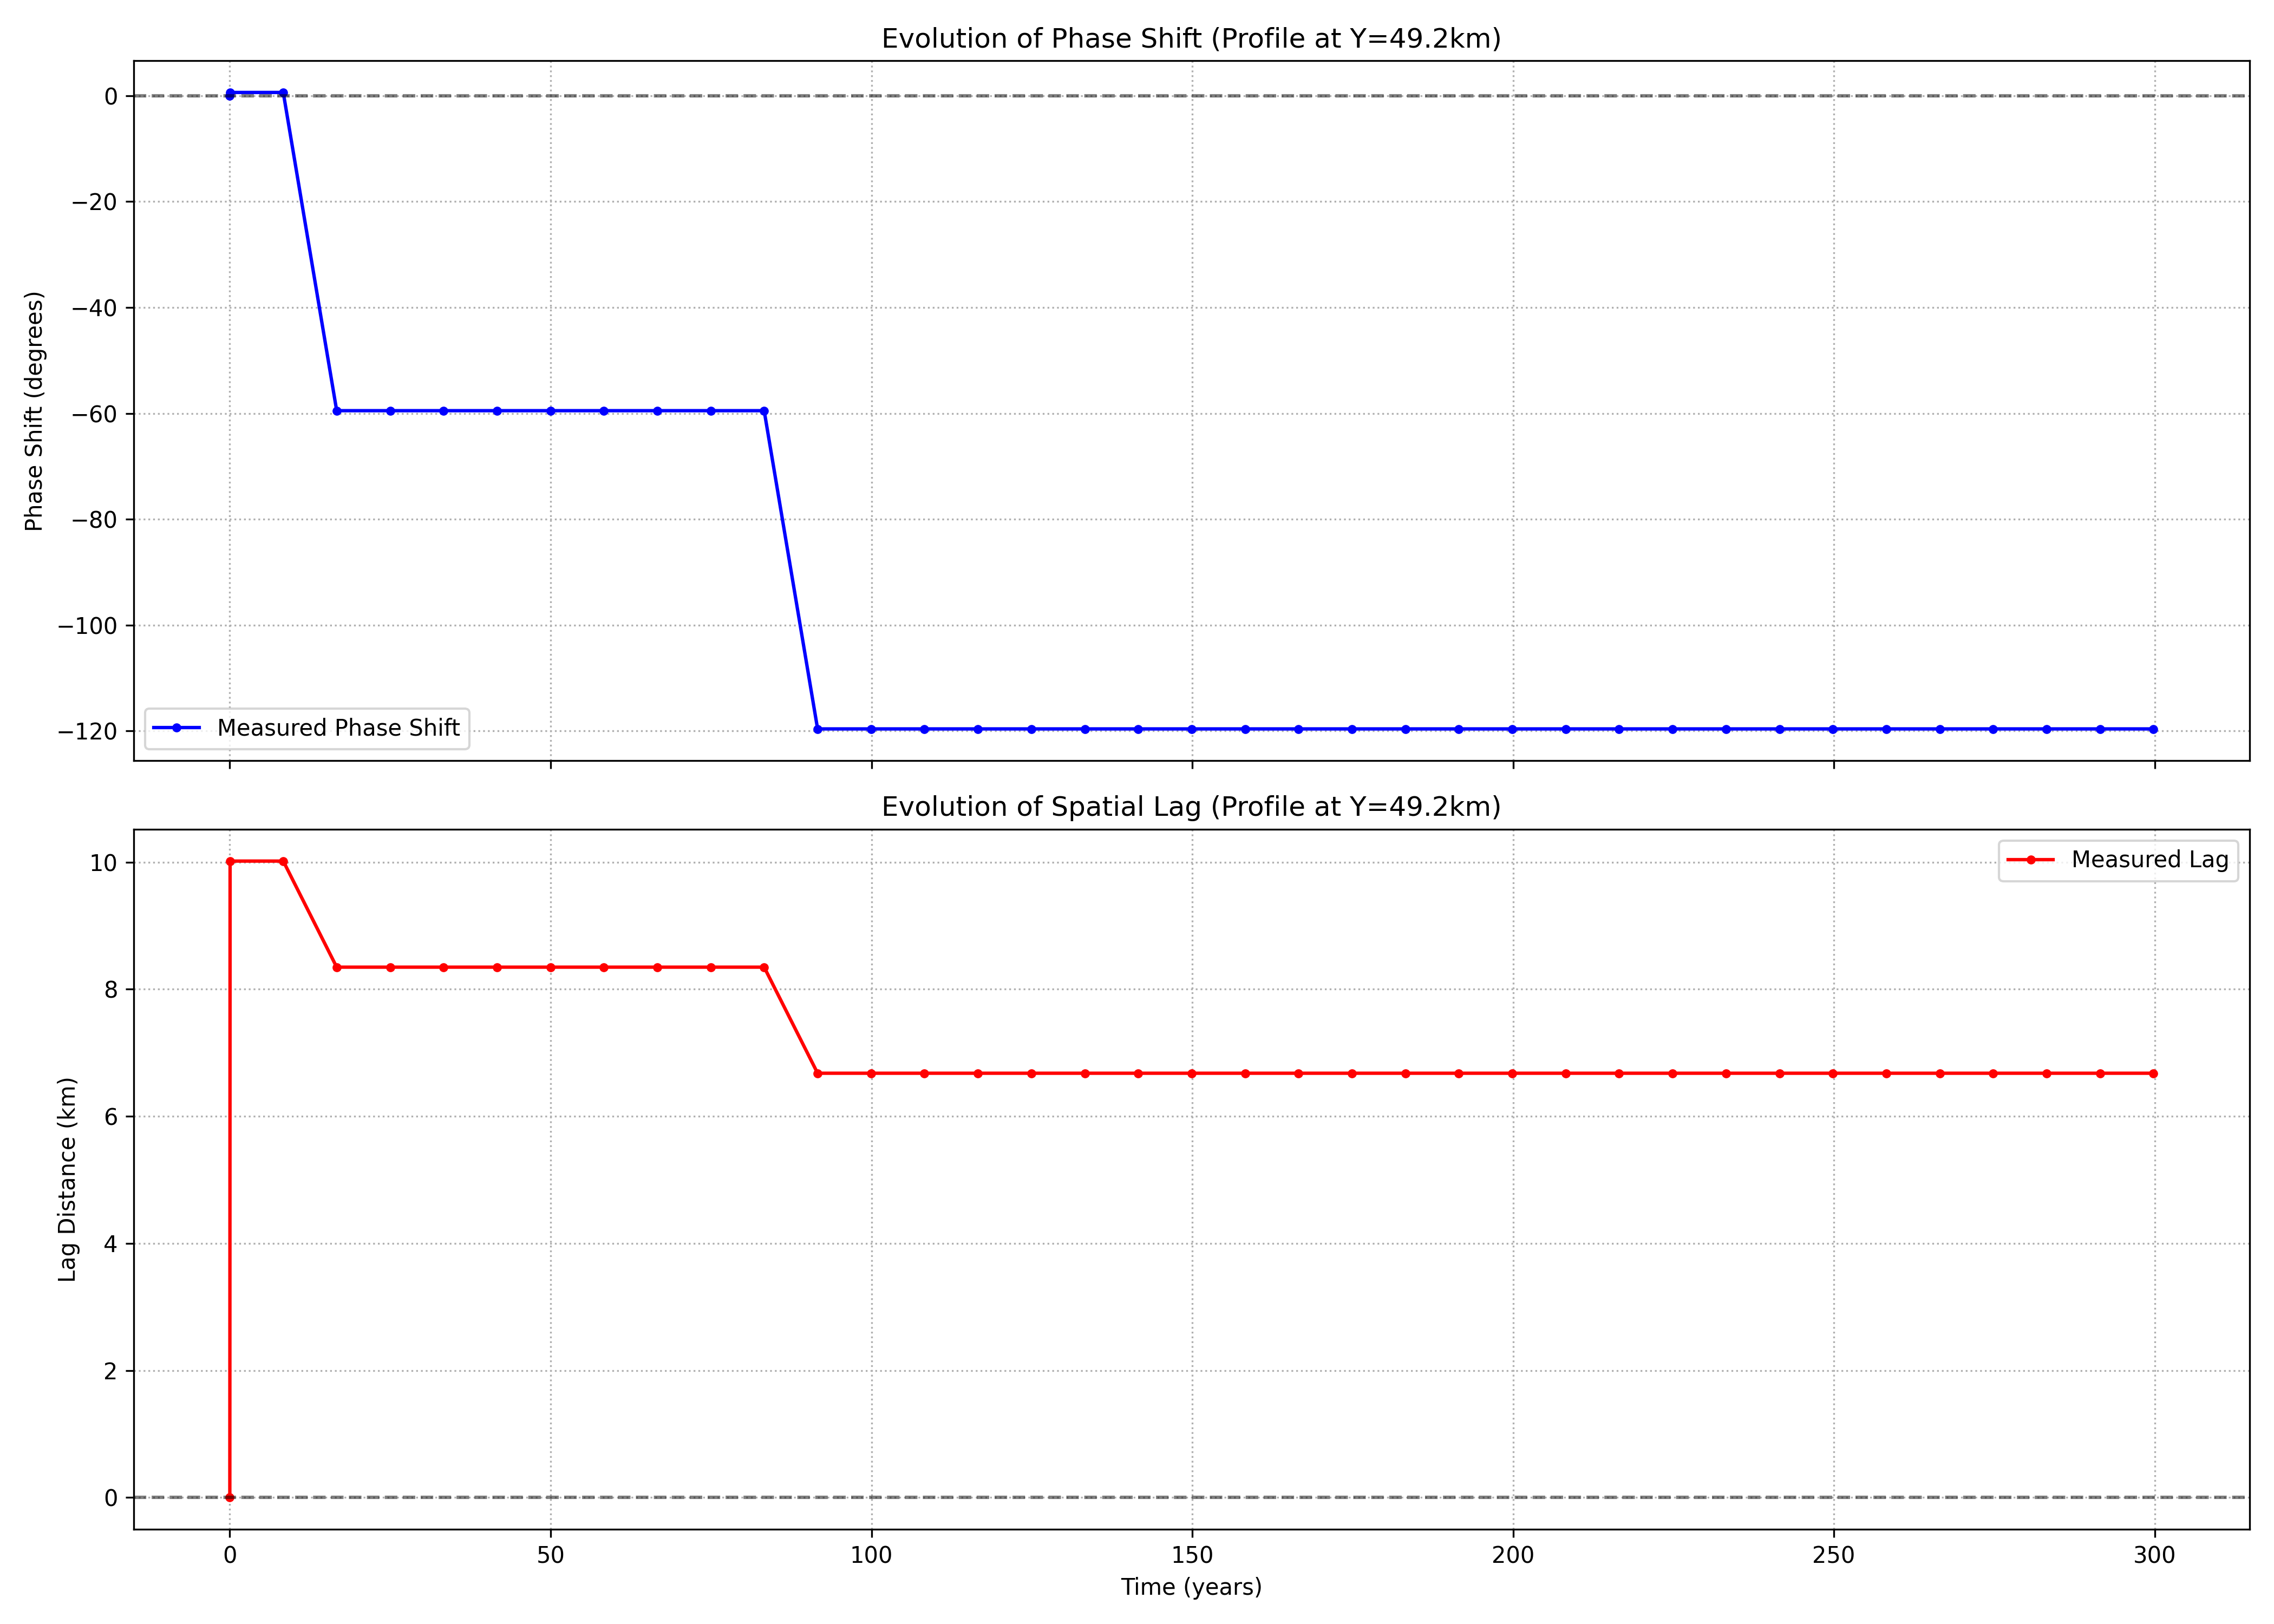 Evolution of Phase Shift (Profile at Y=49.2km)
Phase Shift (degrees)
0
−20
−40
−60
−80
−100
−120
Measured Phase Shift
Evolution of Spatial Lag (Profile at Y=49.2km)
Lag Distance (km)
10
8
6
4
2
0
Measured Lag
0 50 100 150 200 250 300
Time (years)